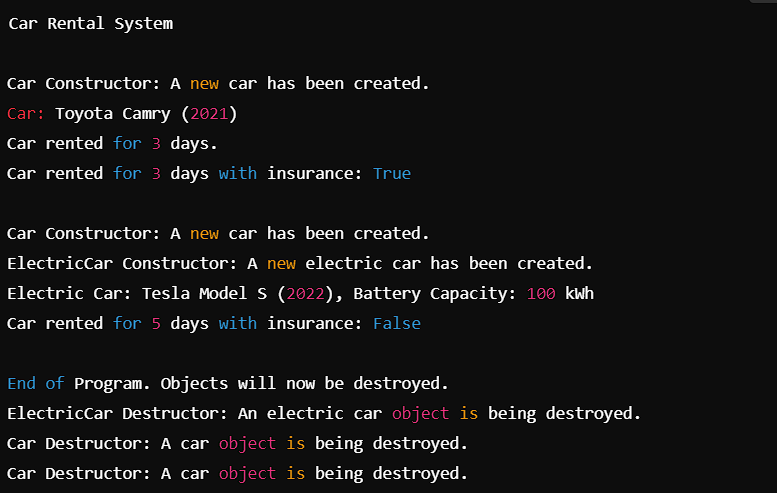 Car Rental System
Car Constructor: A new car has been created.
Car: Toyota Camry (2021)
Car rented for 3 days.
Car rented for 3 days with insurance: True
Car Constructor: A new car has been created.
ElectricCar Constructor: A new electric car has been created.
Electric Car: Tesla Model S (2022), Battery Capacity: 100 kWh
Car rented for 5 days with insurance: False
End of Program. Objects will now be destroyed.
ElectricCar Destructor: An electric car object is being destroyed.
Car Destructor: A car object is being destroyed.
Car Destructor: A car object is being destroyed.